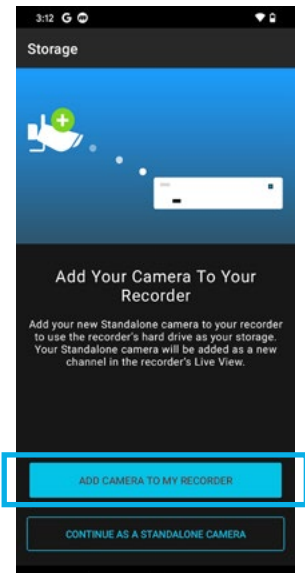 3:12 G
Storage
Add Your Camera To Your
Recorder
Add your new Standalone camera to your recorder
to use the recorder's hard drive as your storage.
Your Standalone camera will be added as a new
channel in the recorder's Live View.
ADD CAMERA TO MY RECORDER
CONTINUE AS A STANDALONE CAMERA